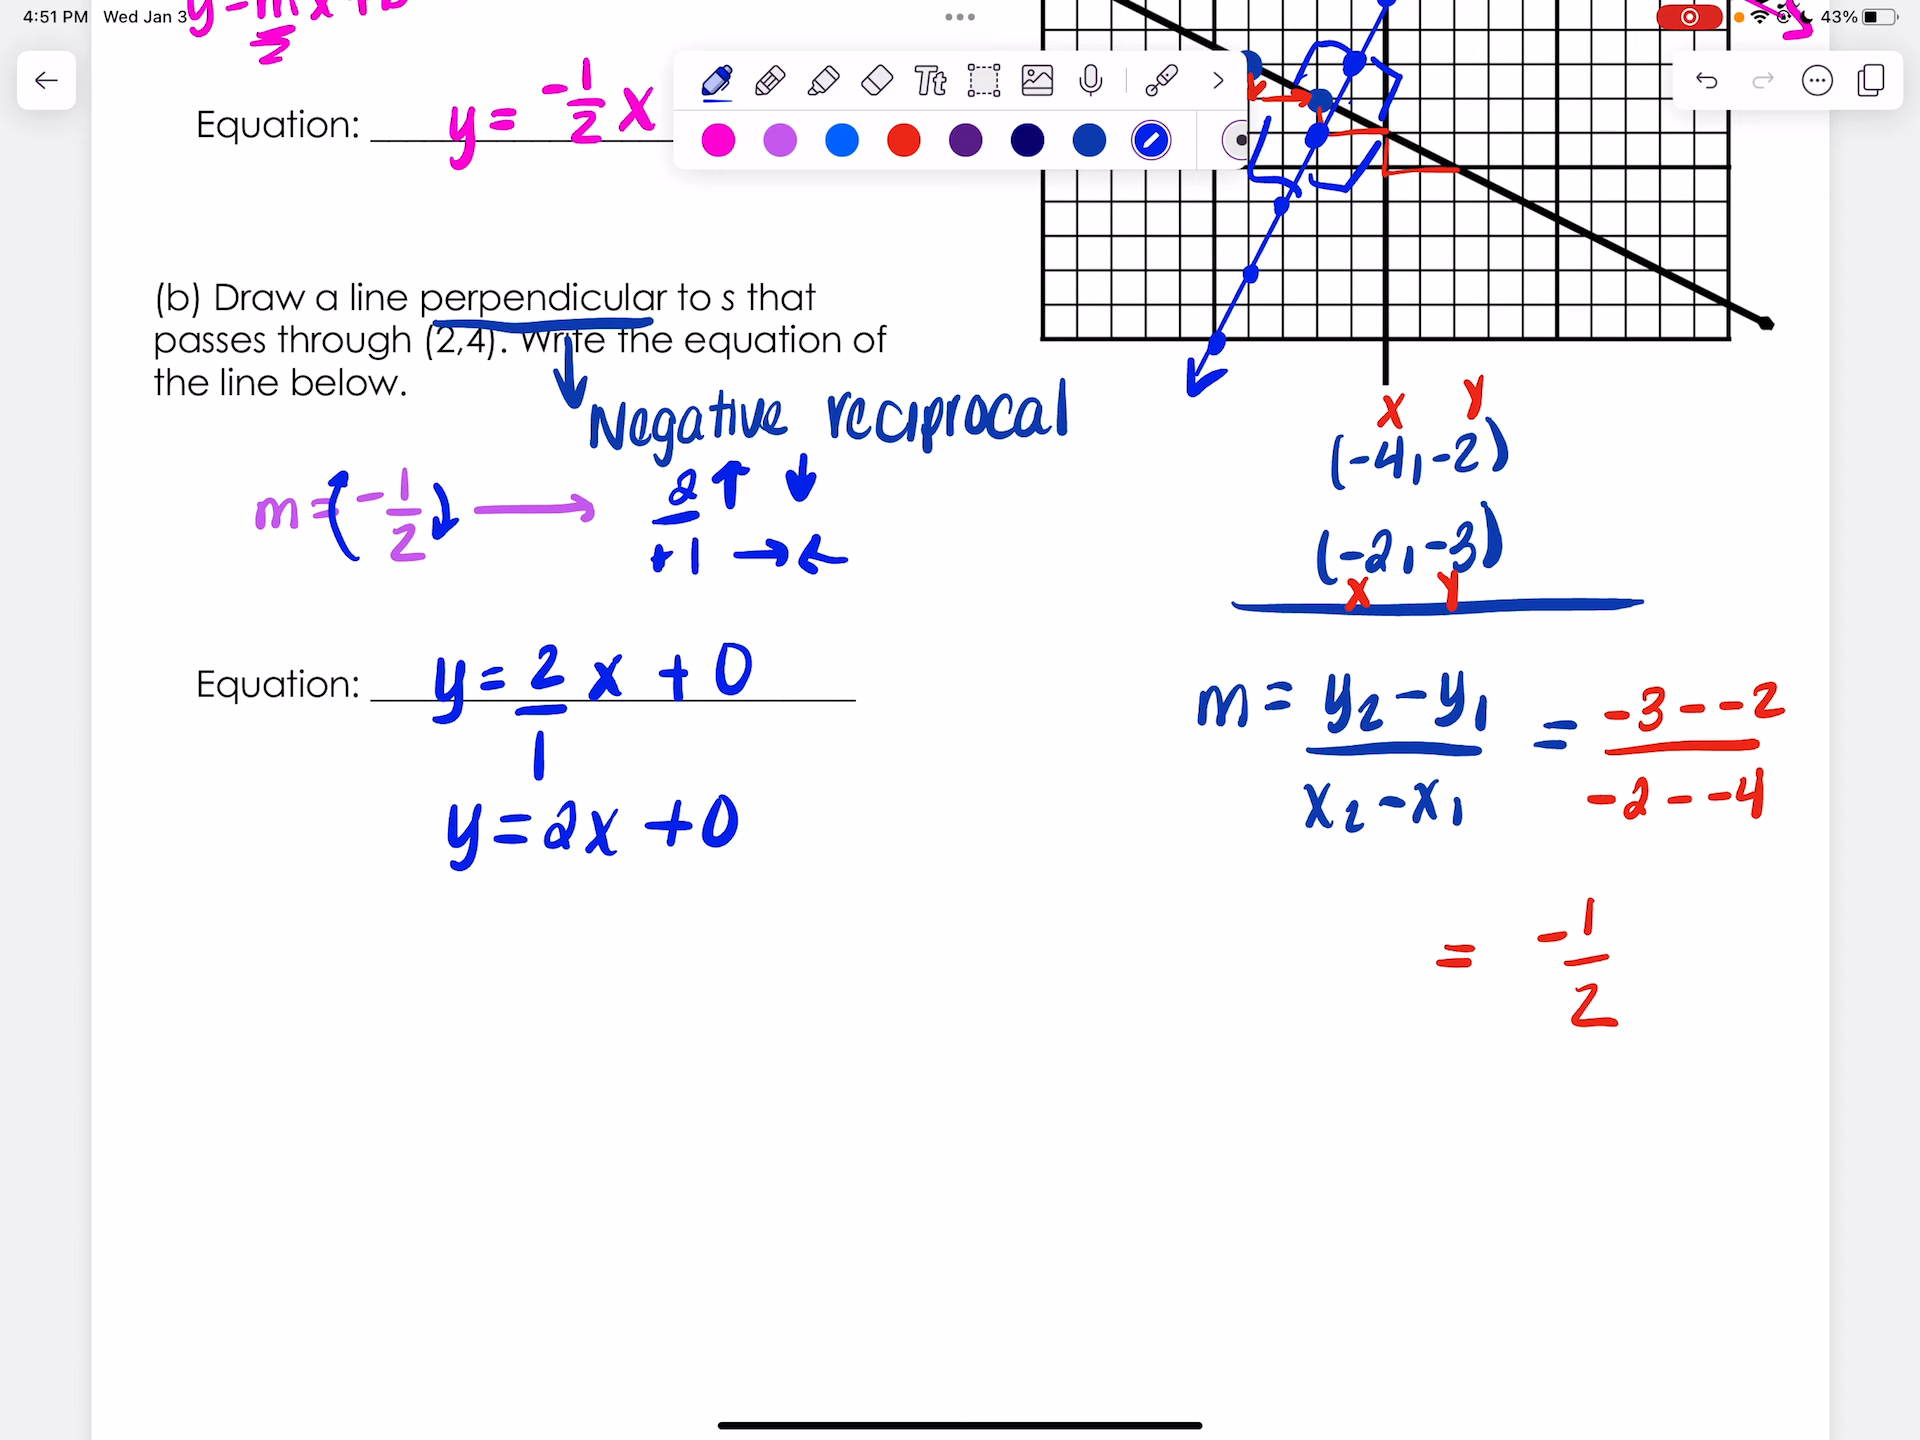 4:51 PM Wed Jan 3
43%
Tt
Equation: y = -1/2 x
(b) Draw a line perpendicular to s that
passes through (2,4). Write the equation of
the line below.
Negative reciprocal
m = (-1/2) → 2/+1 ↑ ↓ → ←
Equation: y = 2/1 x + 0
y = 2x + 0
x y
(-4, -2)
(-2, -3)
x y
m = y2 - y1 / x2 - x1 = -3 - -2 / -2 - -4
= -1/2